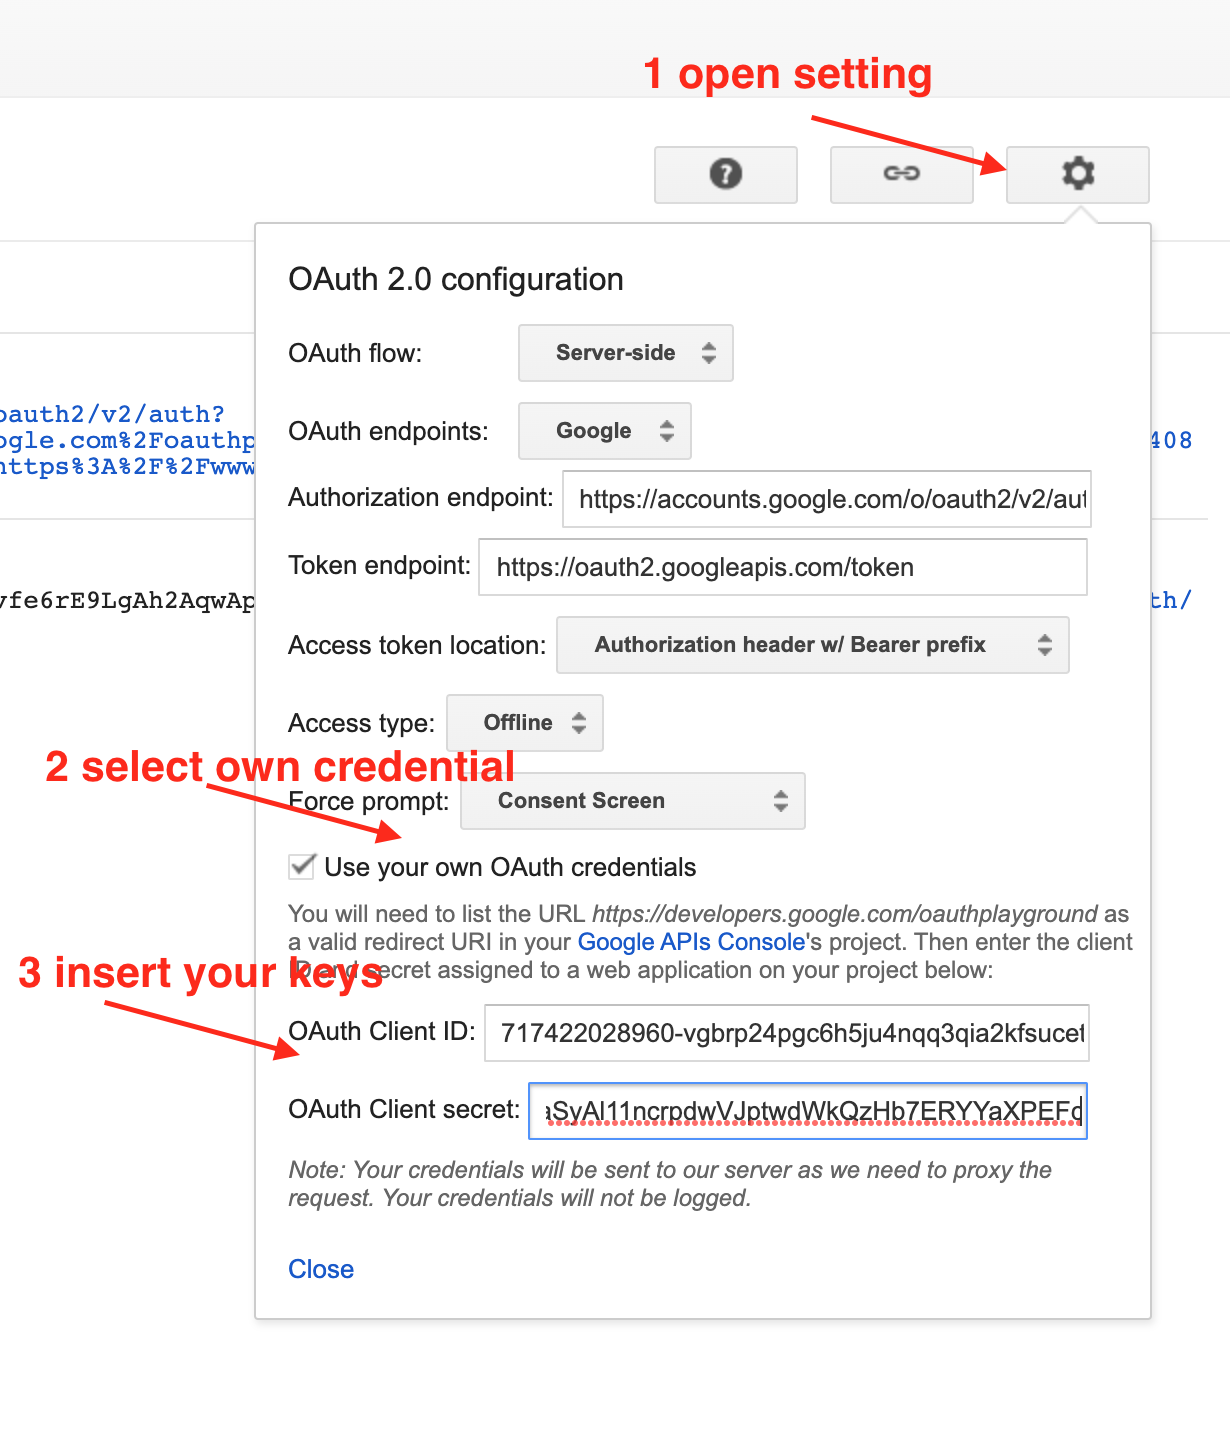 1 open setting
OAuth 2.0 configuration
OAuth flow: Server-side
oauth2/v2/auth?
OAuth endpoints: Google
ogle.com%2Foauthp
408
https%3A%2F%2Fwww
Authorization endpoint: https://accounts.google.com/o/oauth2/v2/aut
Token endpoint: https://oauth2.googleapis.com/token
vfe6rE9LgAh2AqwAp
th/
Access token location: Authorization header w/ Bearer prefix
Access type: Offline
2 select own credential
Force prompt: Consent Screen
Use your own OAuth credentials
You will need to list the URL https://developers.google.com/oauthplayground as
a valid redirect URI in your Google APIs Console's project. Then enter the client
ID and secret assigned to a web application on your project below:
3 insert your keys
OAuth Client ID: 717422028960-vgbrp24pgc6h5ju4nqq3qia2kfsucet
OAuth Client secret: aSyAl11ncrpdwVJptwdWkQzHb7ERYYaXPEFc
Note: Your credentials will be sent to our server as we need to proxy the
request. Your credentials will not be logged.
Close